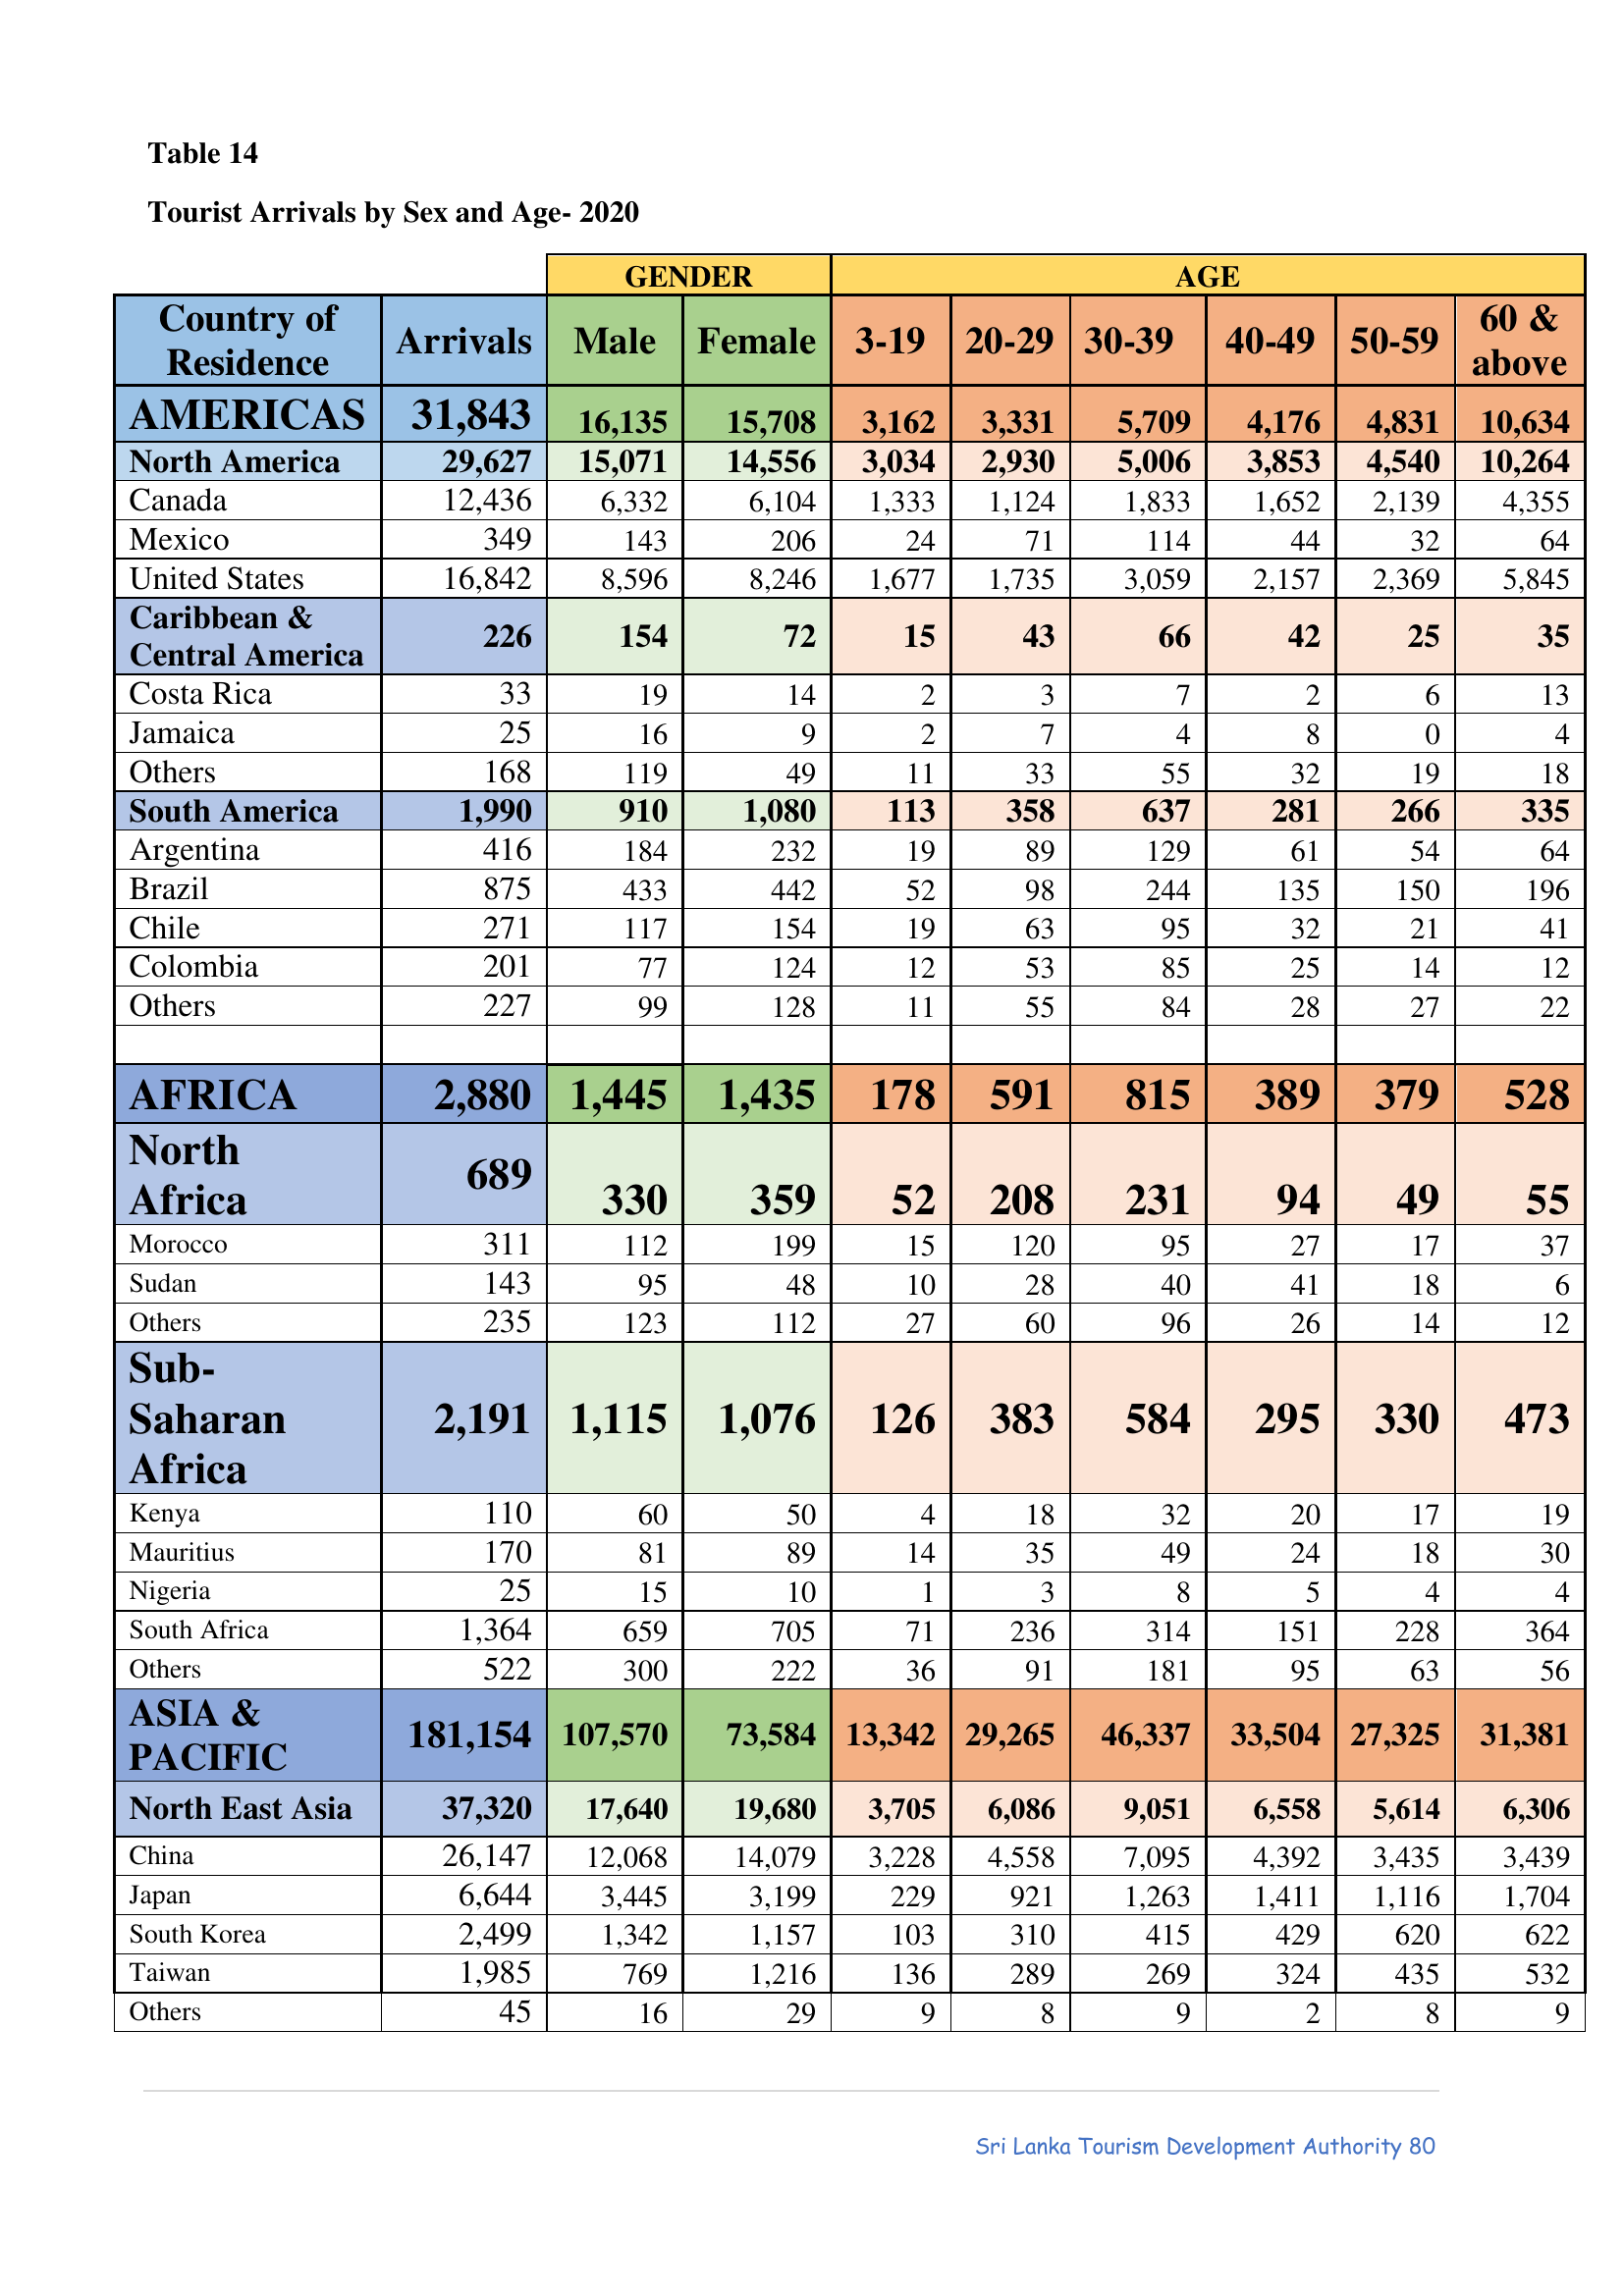 Table 14
Tourist Arrivals by Sex and Age- 2020
GENDER AGE
Country of Residence Arrivals Male Female 3-19 20-29 30-39 40-49 50-59 60 & above
AMERICAS 31,843 16,135 15,708 3,162 3,331 5,709 4,176 4,831 10,634
North America 29,627 15,071 14,556 3,034 2,930 5,006 3,853 4,540 10,264
Canada 12,436 6,332 6,104 1,333 1,124 1,833 1,652 2,139 4,355
Mexico 349 143 206 24 71 114 44 32 64
United States 16,842 8,596 8,246 1,677 1,735 3,059 2,157 2,369 5,845
Caribbean & Central America 226 154 72 15 43 66 42 25 35
Costa Rica 33 19 14 2 3 7 2 6 13
Jamaica 25 16 9 2 7 4 8 0 4
Others 168 119 49 11 33 55 32 19 18
South America 1,990 910 1,080 113 358 637 281 266 335
Argentina 416 184 232 19 89 129 61 54 64
Brazil 875 433 442 52 98 244 135 150 196
Chile 271 117 154 19 63 95 32 21 41
Colombia 201 77 124 12 53 85 25 14 12
Others 227 99 128 11 55 84 28 27 22
AFRICA 2,880 1,445 1,435 178 591 815 389 379 528
North Africa 689 330 359 52 208 231 94 49 55
Morocco 311 112 199 15 120 95 27 17 37
Sudan 143 95 48 10 28 40 41 18 6
Others 235 123 112 27 60 96 26 14 12
Sub-Saharan Africa 2,191 1,115 1,076 126 383 584 295 330 473
Kenya 110 60 50 4 18 32 20 17 19
Mauritius 170 81 89 14 35 49 24 18 30
Nigeria 25 15 10 1 3 8 5 4 4
South Africa 1,364 659 705 71 236 314 151 228 364
Others 522 300 222 36 91 181 95 63 56
ASIA & PACIFIC 181,154 107,570 73,584 13,342 29,265 46,337 33,504 27,325 31,381
North East Asia 37,320 17,640 19,680 3,705 6,086 9,051 6,558 5,614 6,306
China 26,147 12,068 14,079 3,228 4,558 7,095 4,392 3,435 3,439
Japan 6,644 3,445 3,199 229 921 1,263 1,411 1,116 1,704
South Korea 2,499 1,342 1,157 103 310 415 429 620 622
Taiwan 1,985 769 1,216 136 289 269 324 435 532
Others 45 16 29 9 8 9 2 8 9
Sri Lanka Tourism Development Authority 80